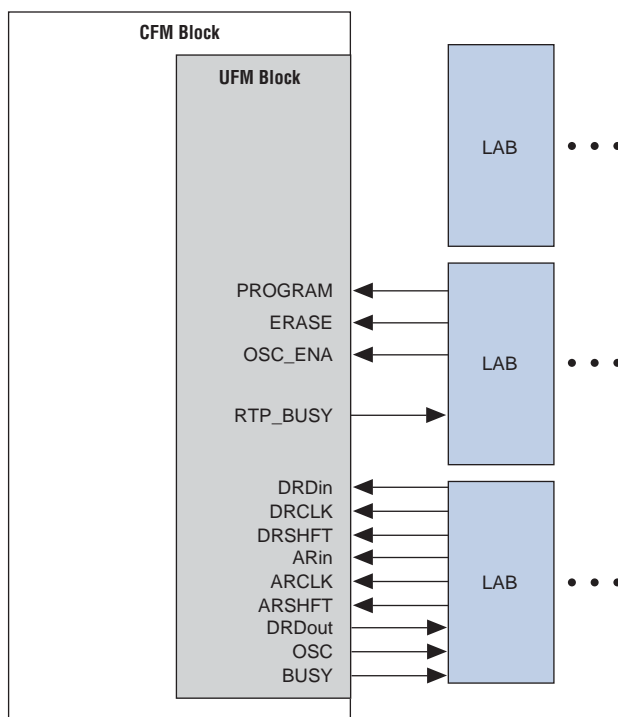 CFM Block
UFM Block
LAB
PROGRAM
ERASE
OSC_ENA
RTP_BUSY
LAB
DRDin
DRCLK
DRSHFT
ARin
ARCLK
ARSHFT
DRDout
OSC
BUSY
LAB